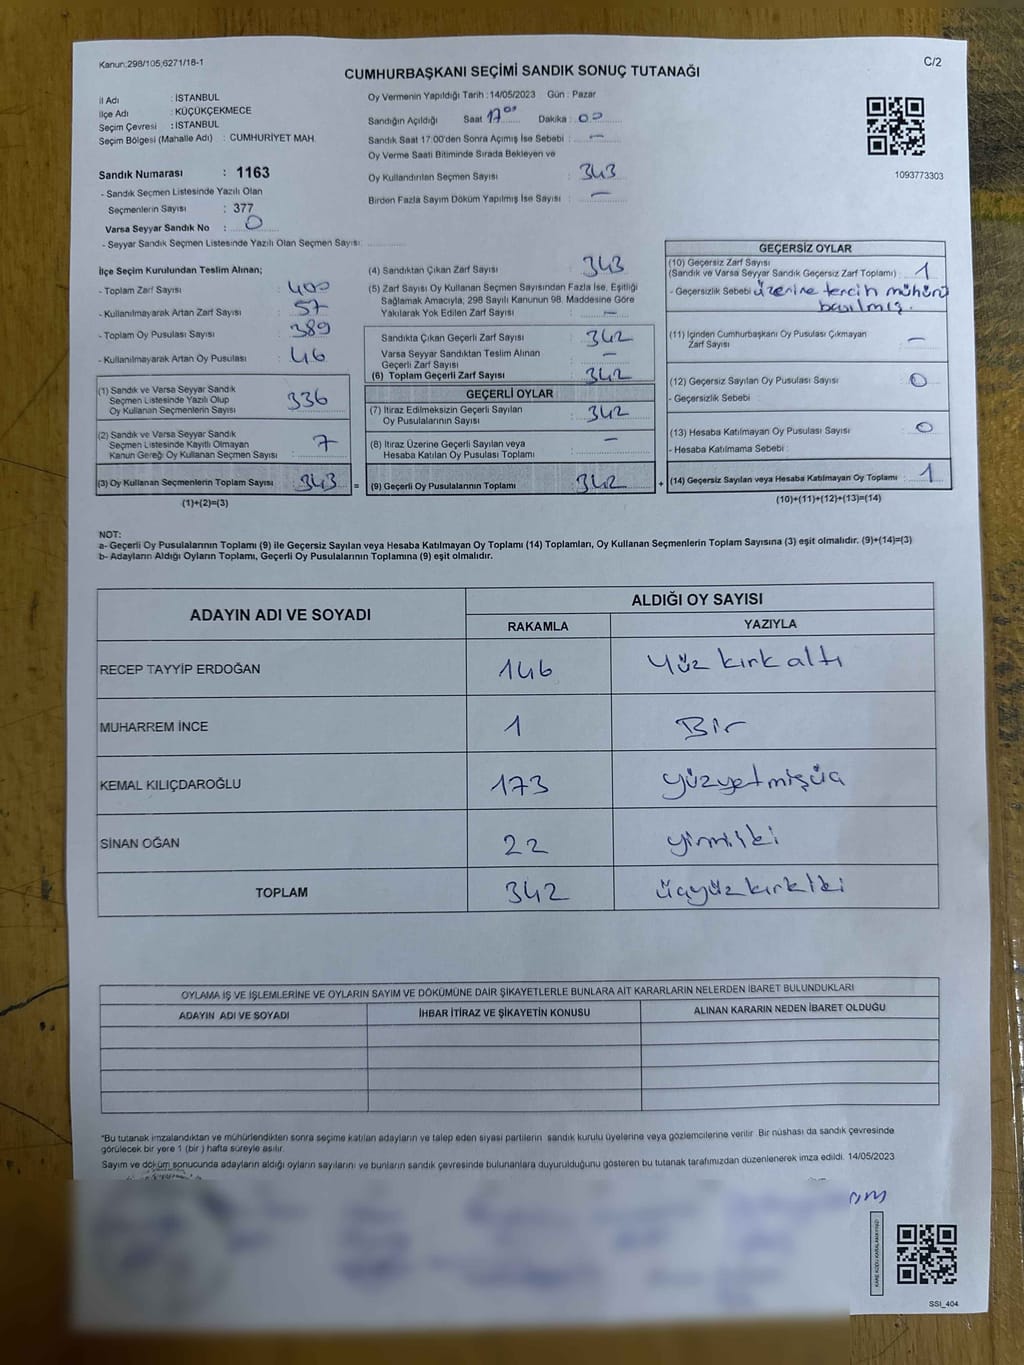 Kanun:298/105,6271/18-1
C/2
CUMHURBAŞKANI SEÇİMİ SANDIK SONUÇ TUTANAĞI
İl Adı : İSTANBUL
İlçe Adı : KÜÇÜKÇEKMECE
Seçim Çevresi : İSTANBUL
Seçim Bölgesi (Mahalle Adı) : CUMHURİYET MAH.
Sandık Numarası : 1163
- Sandık Seçmen Listesinde Yazılı Olan
Seçmenlerin Sayısı : 377
Varsa Seyyar Sandık No : 0
- Seyyar Sandık Seçmen Listesinde Yazılı Olan Seçmen Sayısı:
Oy Vermenin Yapıldığı Tarih : 14/05/2023 Gün : Pazar
Sandığın Açıldığı Saat 17⁰⁰ Dakika : 00
Sandık Saat 17:00'den Sonra Açımış İse Sebebi : —
Oy Verme Saati Bitiminde Sırada Bekleyen ve
Oy Kullandırılan Seçmen Sayısı : 343
Birden Fazla Sayım Döküm Yapılmış İse Sayısı : —
1093773303
İlçe Seçim Kurulundan Teslim Alınan;
- Toplam Zarf Sayısı : 400
- Kullanılmayarak Artan Zarf Sayısı : 57
- Toplam Oy Pusulası Sayısı : 389
- Kullanılmayarak Artan Oy Pusulası : 46
(1) Sandık ve Varsa Seyyar Sandık
Seçmen Listesinde Yazılı Olup
Oy Kullanan Seçmenlerin Sayısı : 336
(2) Sandık ve Varsa Seyyar Sandık
Seçmen Listesinde Kayıtlı Olmayan
Kanun Gereği Oy Kullanan Seçmen Sayısı : 7
(3) Oy Kullanan Seçmenlerin Toplam Sayısı : 343 =
(1)+(2)=(3)
(4) Sandıktan Çıkan Zarf Sayısı : 343
(5) Zarf Sayısı Oy Kullanan Seçmen Sayısından Fazla İse, Eşitliği
Sağlamak Amacıyla, 298 Sayılı Kanunun 98. Maddesine Göre
Yakılarak Yok Edilen Zarf Sayısı : —
Sandıkta Çıkan Geçerli Zarf Sayısı : 342
Varsa Seyyar Sandıktan Teslim Alınan
Geçerli Zarf Sayısı : —
(6) Toplam Geçerli Zarf Sayısı : 342
GEÇERLİ OYLAR
(7) İtiraz Edilmeksizin Geçerli Sayılan
Oy Pusulalarının Sayısı : 342
(8) İtiraz Üzerine Geçerli Sayılan veya
Hesaba Katılan Oy Pusulası Toplamı : —
(9) Geçerli Oy Pusulalarının Toplamı : 342 +
GEÇERSİZ OYLAR
(10) Geçersiz Zarf Sayısı
(Sandık ve Varsa Seyyar Sandık Geçersiz Zarf Toplamı) : 1
- Geçersizlik Sebebi : üzerine tercih mühürü
basılmış.
(11) İçinden Cumhurbaşkanı Oy Pusulası Çıkmayan
Zarf Sayısı : —
(12) Geçersiz Sayılan Oy Pusulası Sayısı : 0
- Geçersizlik Sebebi :
(13) Hesaba Katılmayan Oy Pusulası Sayısı : 0
- Hesaba Katılmama Sebebi :
(14) Geçersiz Sayılan veya Hesaba Katılmayan Oy Toplamı : 1
(10)+(11)+(12)+(13)=(14)
NOT:
a- Geçerli Oy Pusulalarının Toplamı (9) ile Geçersiz Sayılan veya Hesaba Katılmayan Oy Toplamı (14) Toplamları, Oy Kullanan Seçmenlerin Toplam Sayısına (3) eşit olmalıdır. (9)+(14)=(3)
b- Adayların Aldığı Oyların Toplamı, Geçerli Oy Pusulalarının Toplamına (9) eşit olmalıdır.
ADAYIN ADI VE SOYADI ALDIĞI OY SAYISI
RAKAMLA YAZIYLA
RECEP TAYYİP ERDOĞAN 146 Yüz kırk altı
MUHARREM İNCE 1 Bir
KEMAL KILIÇDAROĞLU 173 yüzyetmişüç
SİNAN OĞAN 22 yirmiiki
TOPLAM 342 üçyüzkırkiki
OYLAMA İŞ VE İŞLEMLERİNE VE OYLARIN SAYIM VE DÖKÜMÜNE DAİR ŞİKAYETLERLE BUNLARA AİT KARARLARIN NELERDEN İBARET BULUNDUKLARI
ADAYIN ADI VE SOYADI İHBAR İTİRAZ VE ŞİKAYETİN KONUSU ALINAN KARARIN NEDEN İBARET OLDUĞU
*Bu tutanak imzalandıktan ve mühürlendikten sonra seçime katılan adayların ve talep eden siyasi partilerin sandık kurulu üyelerine veya gözlemcilerine verilir. Bir nüshası da sandık çevresinde
görülecek bir yere 1 (bir ) hafta süreyle asılır.
Sayım ve döküm sonucunda adayların aldığı oyların sayılarını ve bunların sandık çevresinde bulunanlara duyurulduğunu gösteren bu tutanak tarafımızdan düzenlenerek imza edildi. 14/05/2023
KARE KODU KARALAMAYINIZ!
SSI_404